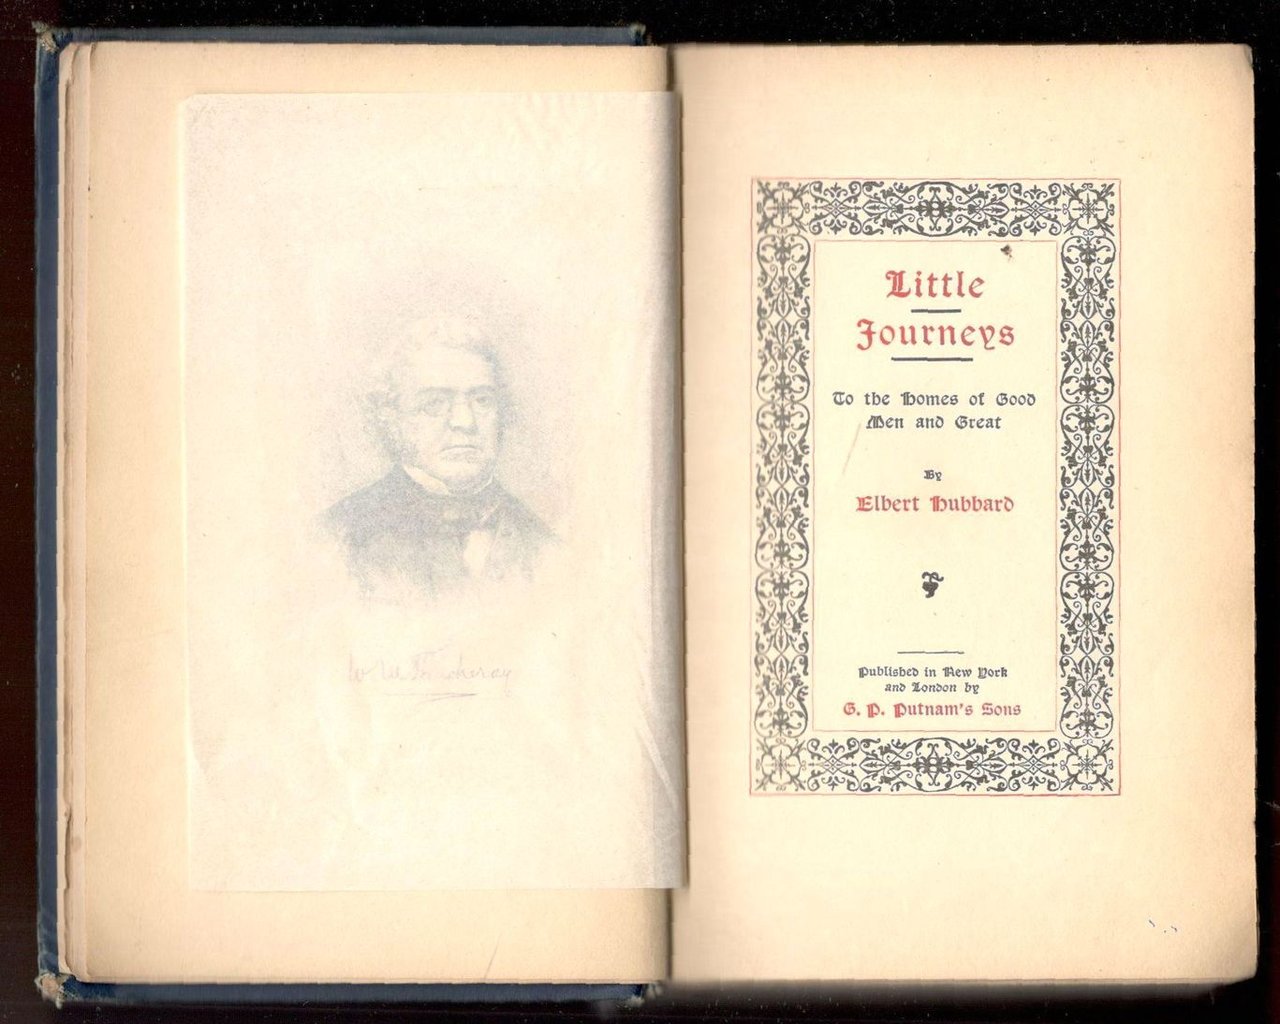 W M Thackeray
Little
Journeys
To the Homes of Good
Men and Great
By
Elbert Hubbard
Published in New York
and London by
G. P. Putnam's Sons